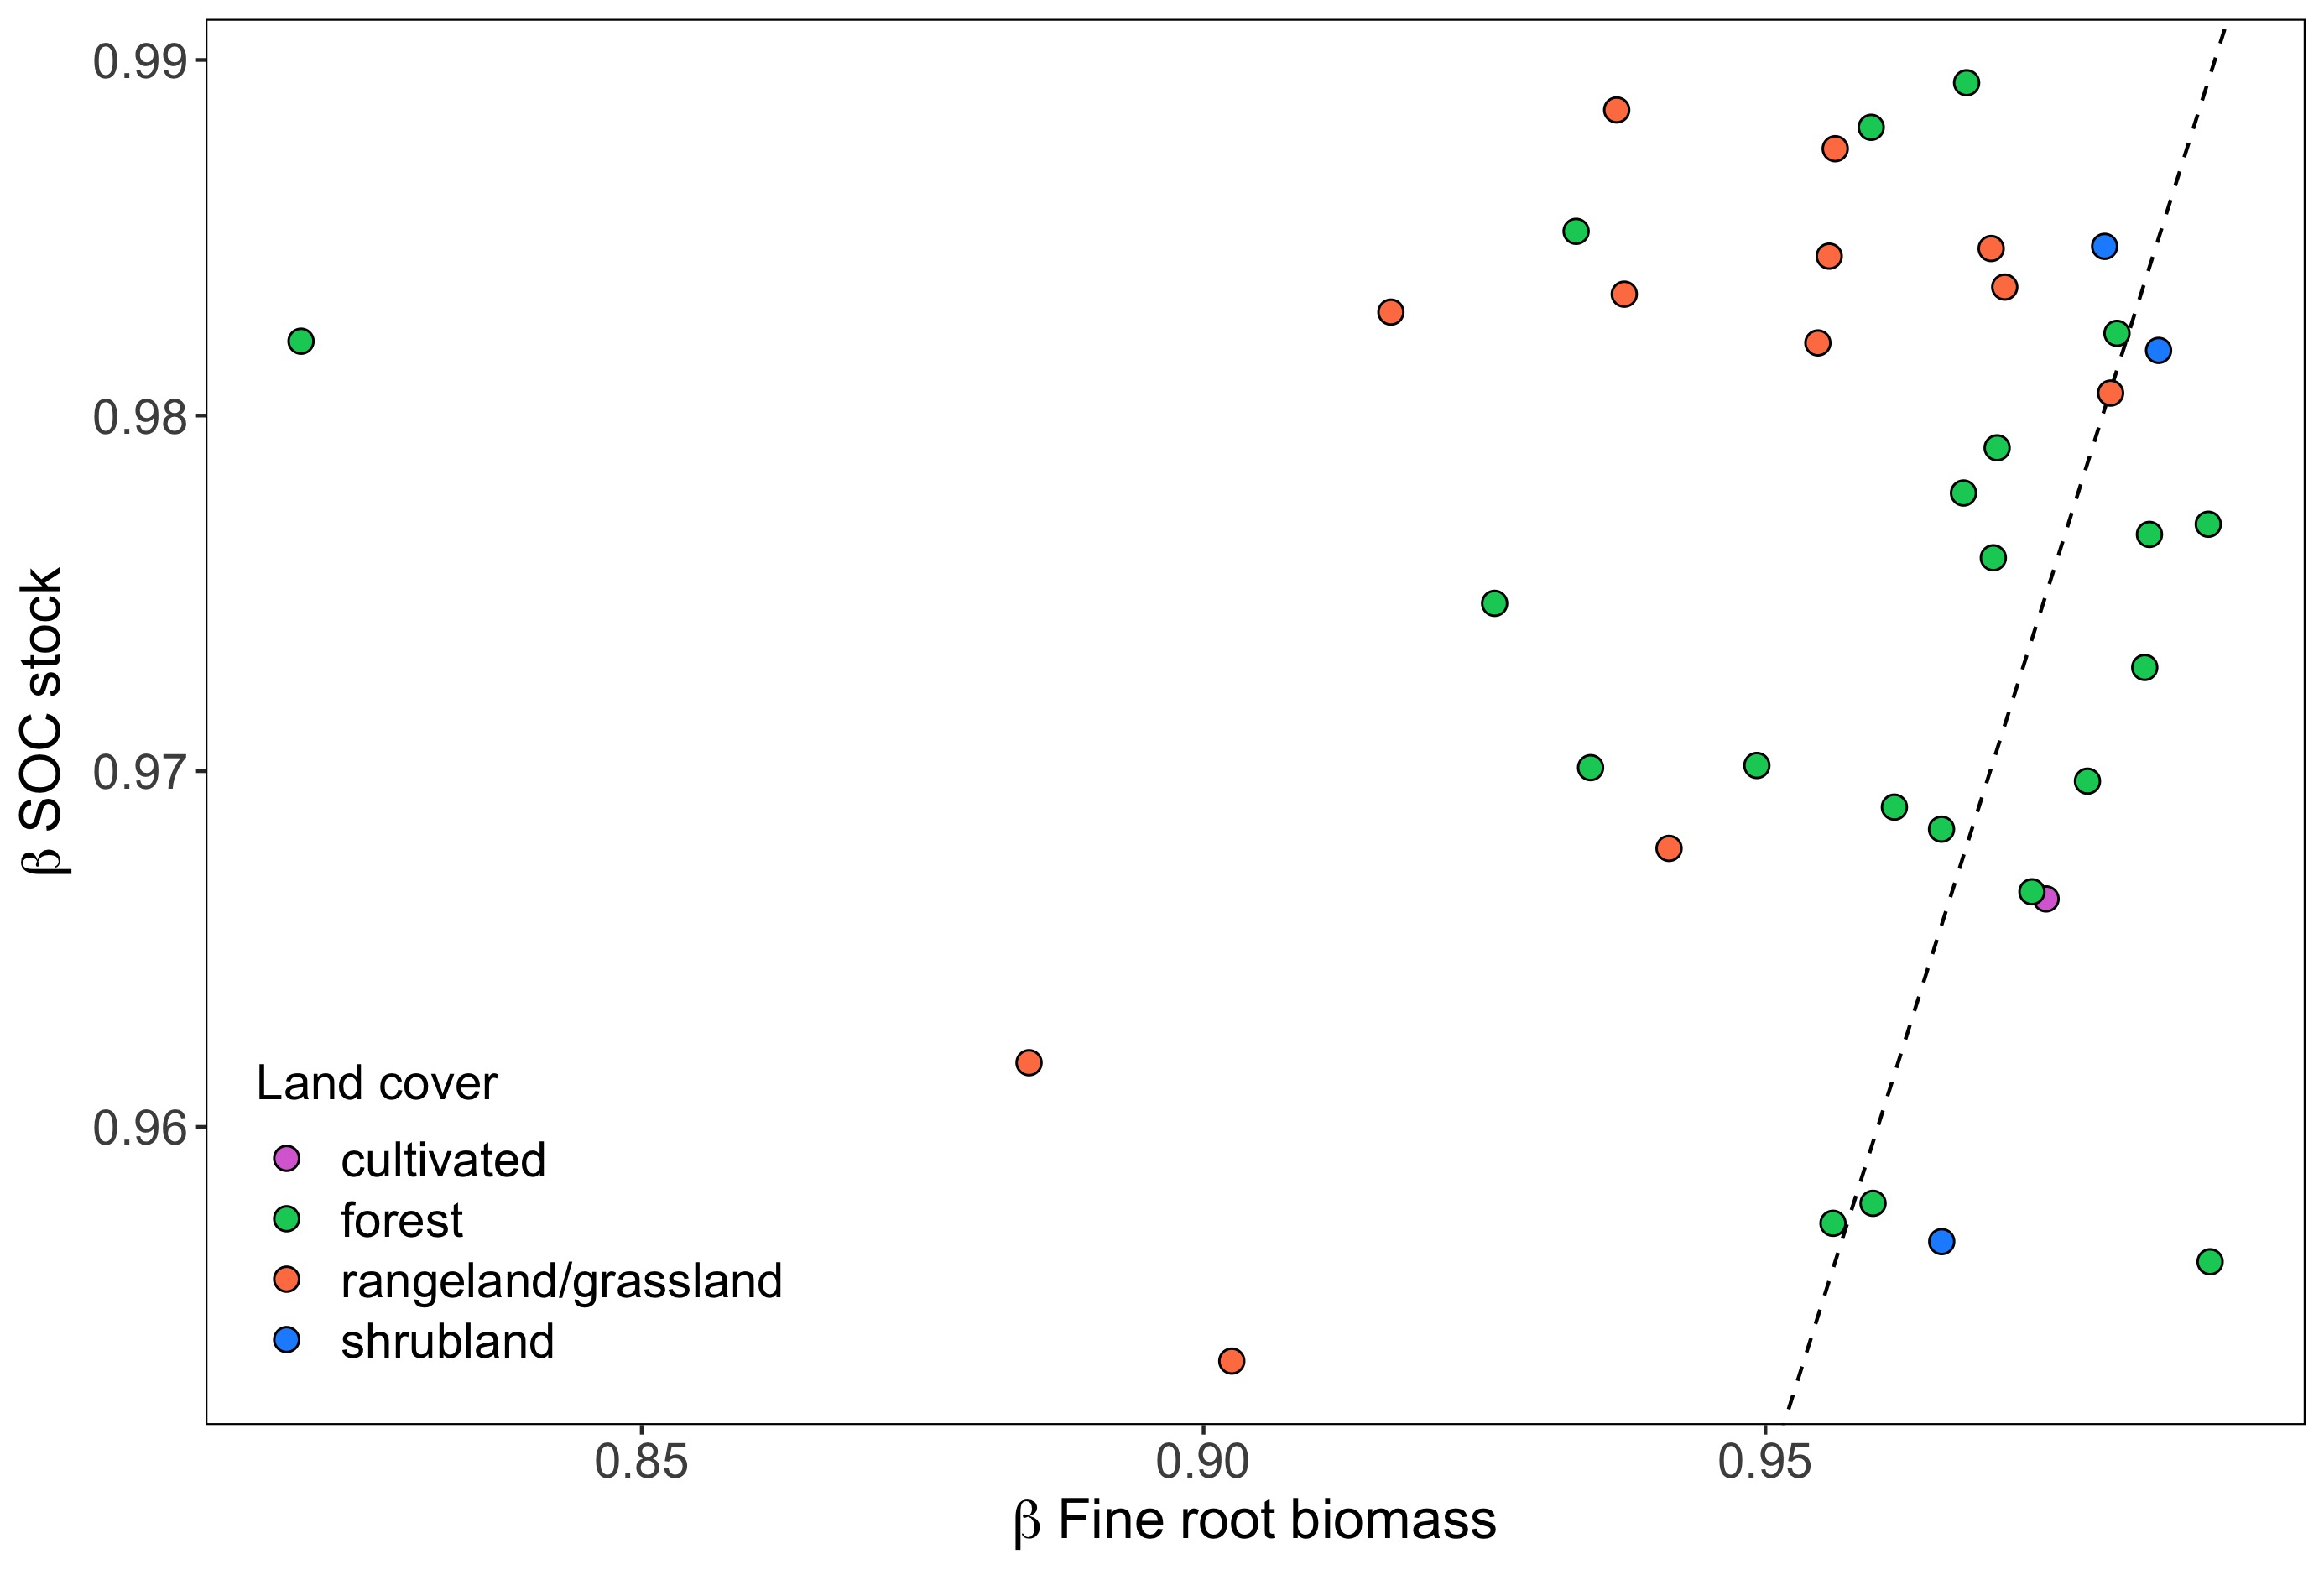 0.99
0.98
0.97
0.96
β SOC stock
Land cover
cultivated
forest
rangeland/grassland
shrubland
0.85
0.90
0.95
β Fine root biomass